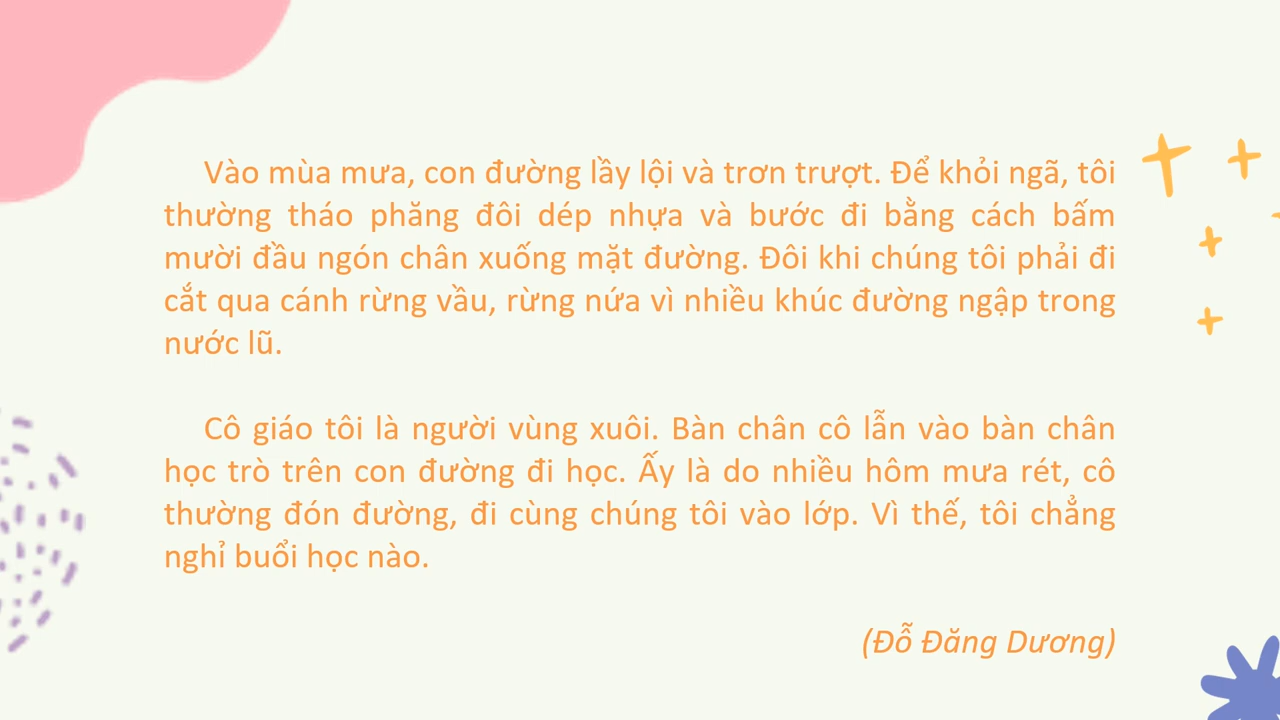 Vào mùa mưa, con đường lầy lội và trơn trượt. Để khỏi ngã, tôi
thường tháo phăng đôi dép nhựa và bước đi bằng cách bấm
mười đầu ngón chân xuống mặt đường. Đôi khi chúng tôi phải đi
cắt qua cánh rừng vầu, rừng nứa vì nhiều khúc đường ngập trong
nước lũ.
Cô giáo tôi là người vùng xuôi. Bàn chân cô lẫn vào bàn chân
học trò trên con đường đi học. Ấy là do nhiều hôm mưa rét, cô
thường đón đường, đi cùng chúng tôi vào lớp. Vì thế, tôi chẳng
nghỉ buổi học nào.
(Đỗ Đăng Dương)